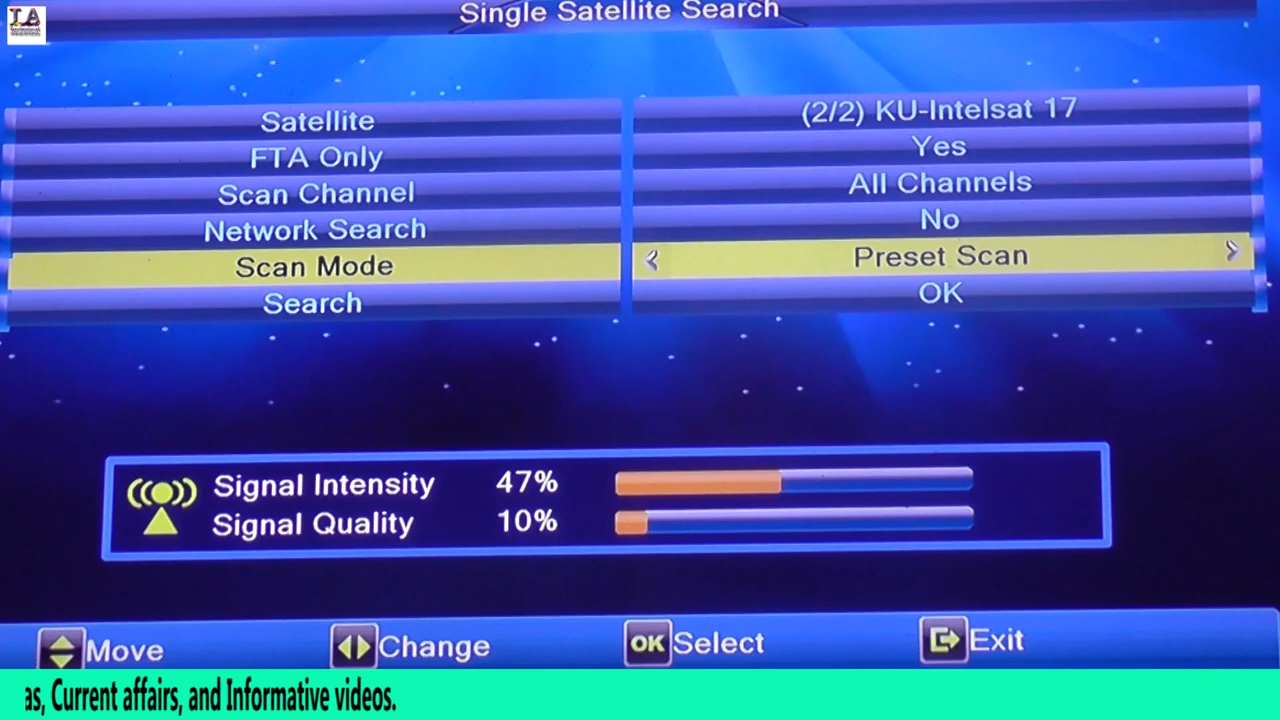 Single Satellite Search
Satellite (2/2) KU-Intelsat 17
FTA Only Yes
Scan Channel All Channels
Network Search No
Scan Mode Preset Scan
Search OK
Signal Intensity 47%
Signal Quality 10%
Move Change OK Select Exit
as, Current affairs, and Informative videos.